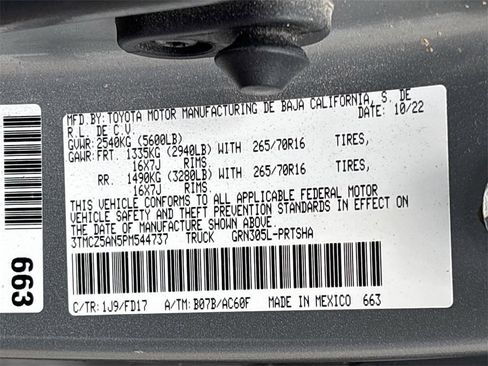 MFD.BY: TOYOTA MOTOR MANUFACTURING DE BAJA CALIFORNIA, S. DE
R.L. DE C.V. DATE: 10/22
GVWR: 2540KG (5600LB)
GAWR: FRT. 1335KG (2940LB) WITH 265/70R16 TIRES,
16X7J RIMS.
RR. 1490KG (3280LB) WITH 265/70R16 TIRES,
16X7J RIMS.
THIS VEHICLE CONFORMS TO ALL APPLICABLE FEDERAL MOTOR
VEHICLE SAFETY AND THEFT PREVENTION STANDARDS IN EFFECT ON
THE DATE OF MANUFACTURE SHOWN ABOVE.
3TMCZ5AN5PM544737 TRUCK GRN305L-PRTSHA
C/TR: 1J9/FD17 A/TM: B07B/AC60F MADE IN MEXICO 663
663